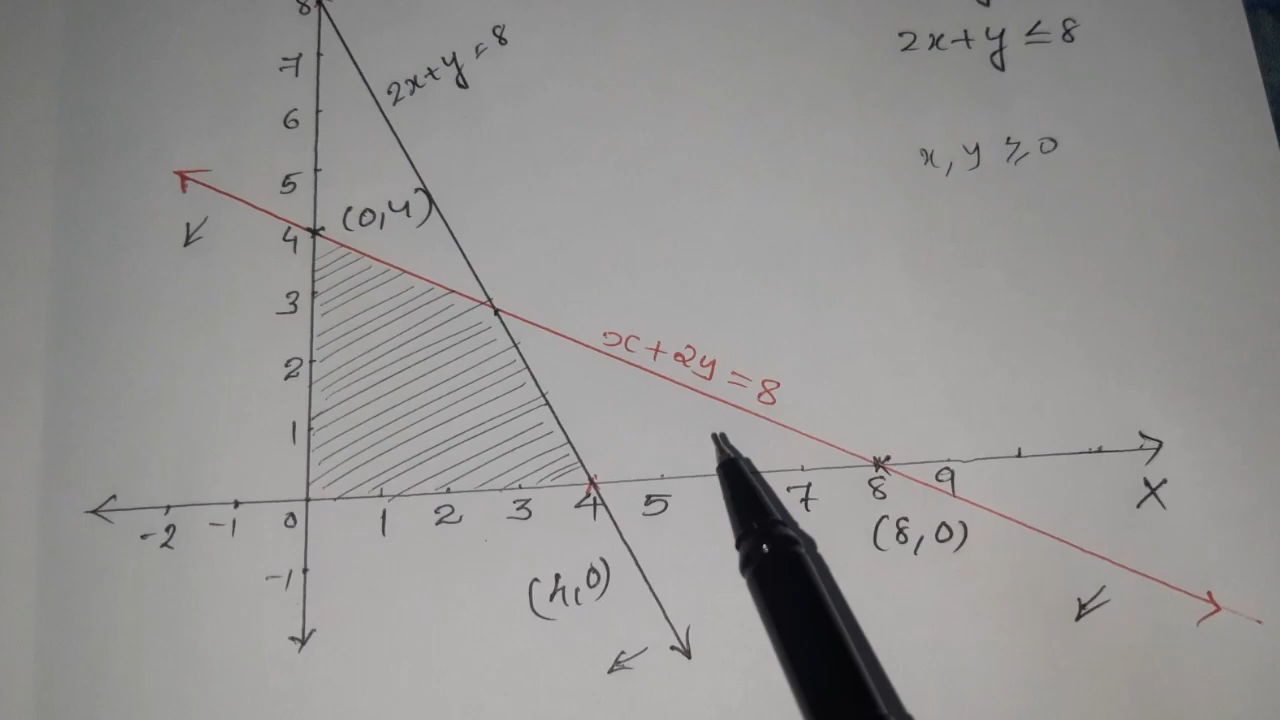 8
2x+y=8
2x+y≤8
7
6
x, y ≥ 0
5
(0,4)
4
3
x+2y=8
2
1
-2 -1 0 1 2 3 4 5 7 8 9 X
(8,0)
-1
(4,0)